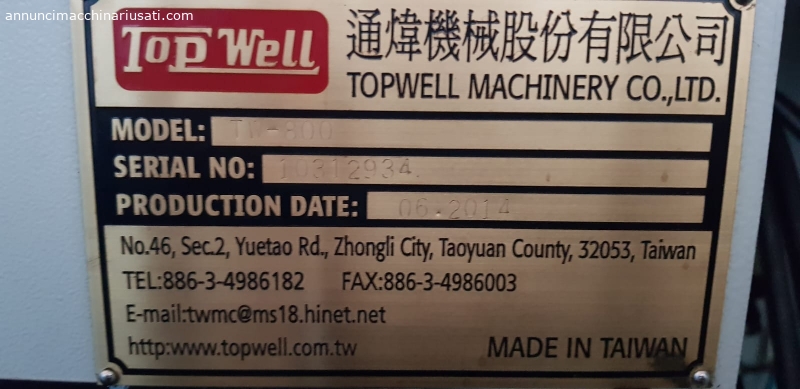 annuncimacchinariusati.com
Top Well
通煒機械股份有限公司
TOPWELL MACHINERY CO.,LTD.
MODEL: TW-800
SERIAL NO: 10312934.
PRODUCTION DATE: 06.2014
No.46, Sec.2, Yuetao Rd., Zhongli City, Taoyuan County, 32053, Taiwan
TEL:886-3-4986182 FAX:886-3-4986003
E-mail:twmc@ms18.hinet.net
http:www.topwell.com.tw
MADE IN TAIWAN